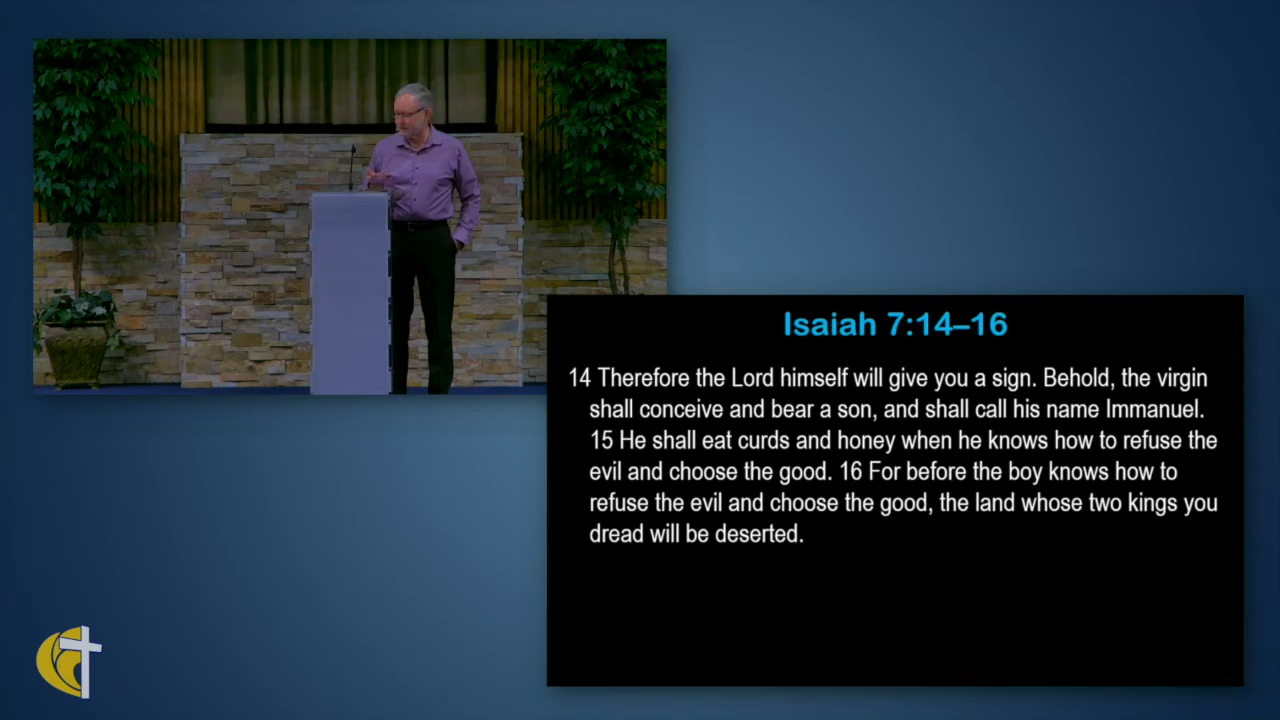 Isaiah 7:14–16
14 Therefore the Lord himself will give you a sign. Behold, the virgin
shall conceive and bear a son, and shall call his name Immanuel.
15 He shall eat curds and honey when he knows how to refuse the
evil and choose the good. 16 For before the boy knows how to
refuse the evil and choose the good, the land whose two kings you
dread will be deserted.